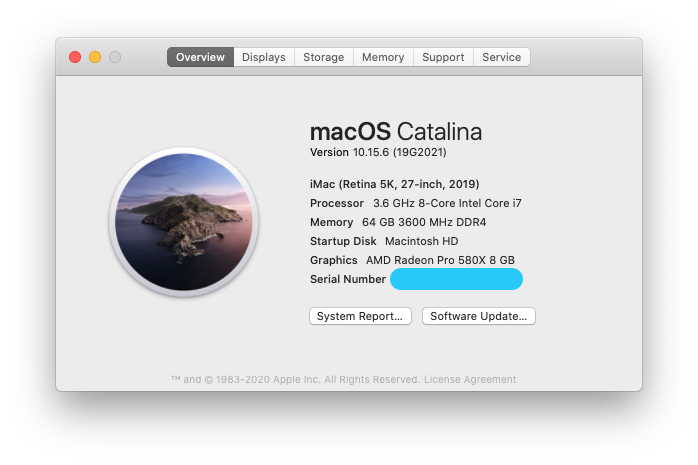 Overview Displays Storage Memory Support Service
macOS Catalina
Version 10.15.6 (19G2021)
iMac (Retina 5K, 27-inch, 2019)
Processor 3.6 GHz 8-Core Intel Core i7
Memory 64 GB 3600 MHz DDR4
Startup Disk Macintosh HD
Graphics AMD Radeon Pro 580X 8 GB
Serial Number
System Report... Software Update...
™ and © 1983-2020 Apple Inc. All Rights Reserved. License Agreement